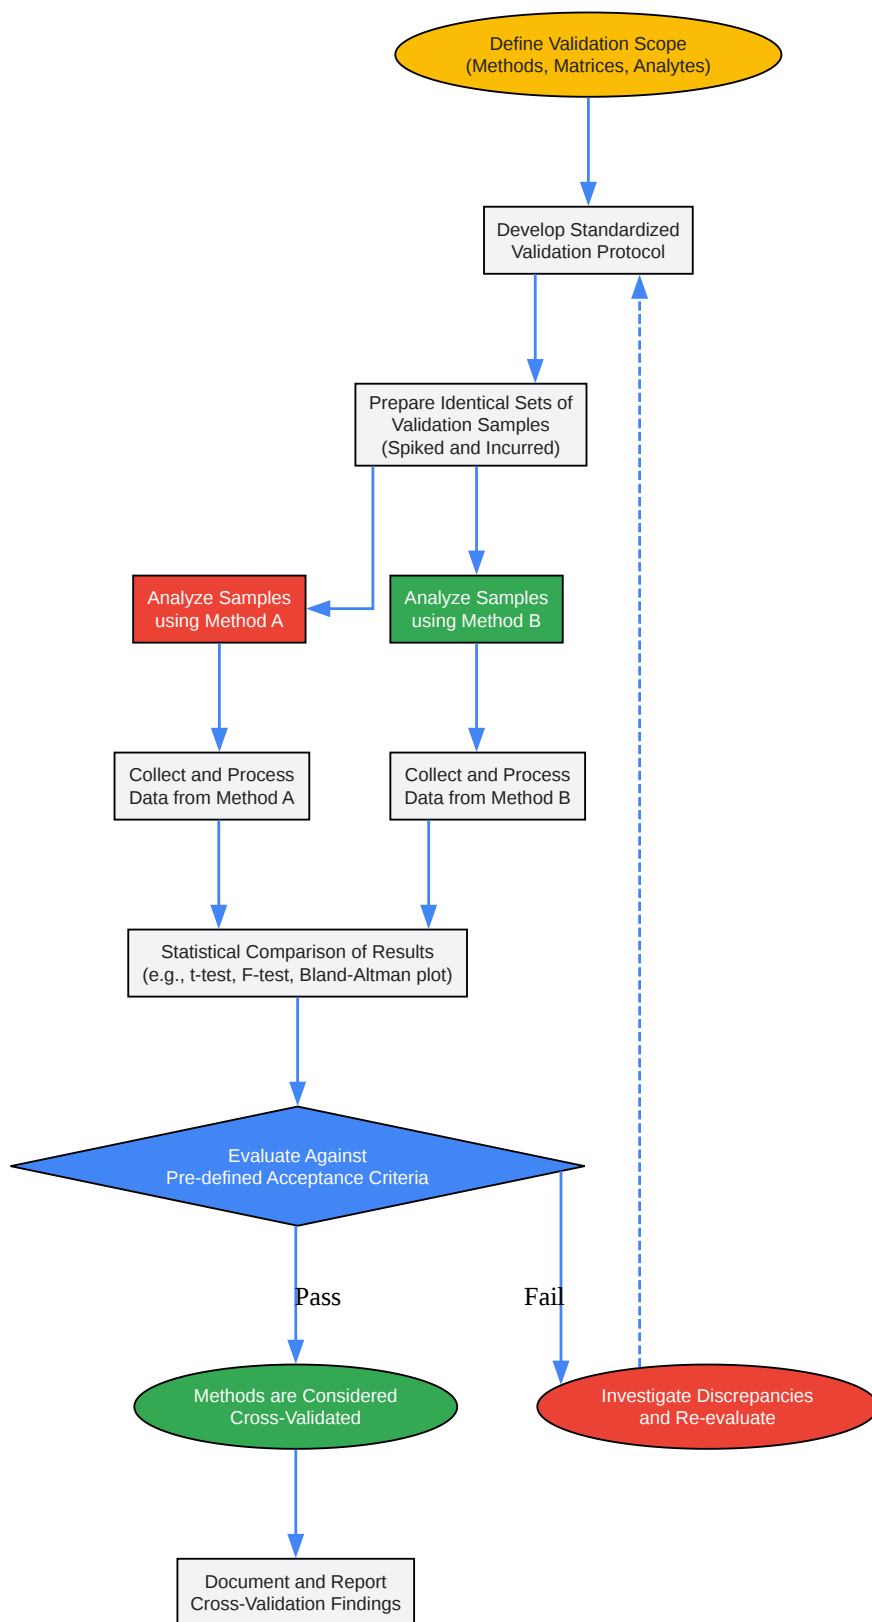 Define Validation Scope
(Methods, Matrices, Analytes)
Develop Standardized
Validation Protocol
Prepare Identical Sets of
Validation Samples
(Spiked and Incurred)
Analyze Samples
using Method A
Analyze Samples
using Method B
Collect and Process
Data from Method A
Collect and Process
Data from Method B
Statistical Comparison of Results
(e.g., t-test, F-test, Bland-Altman plot)
Evaluate Against
Pre-defined Acceptance Criteria
Pass
Fail
Methods are Considered
Cross-Validated
Investigate Discrepancies
and Re-evaluate
Document and Report
Cross-Validation Findings